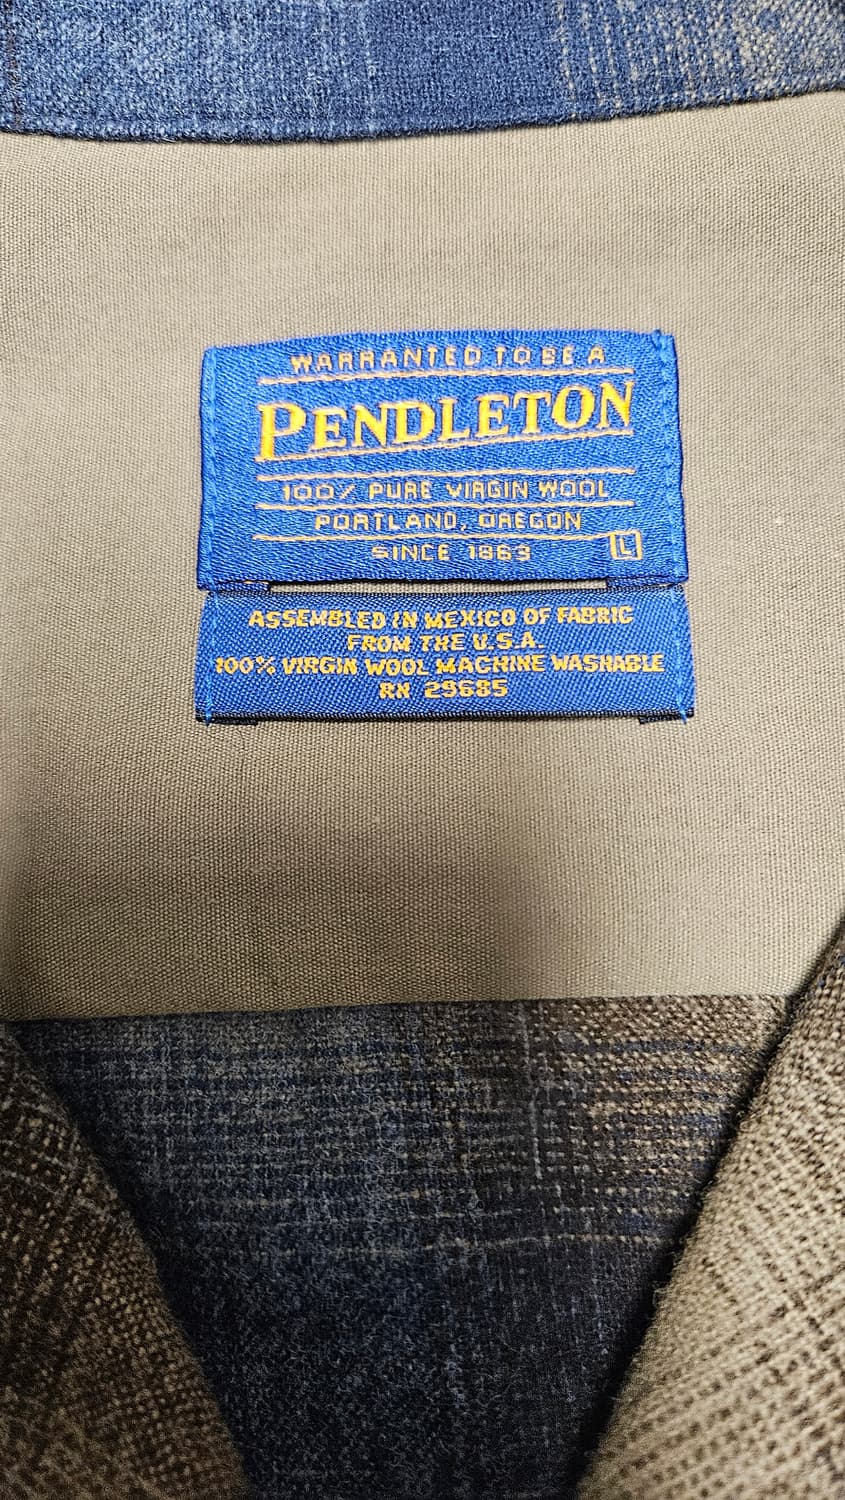 WARRANTED TO BE A
PENDLETON
100% PURE VIRGIN WOOL
PORTLAND, OREGON
SINCE 1863
L
ASSEMBLED IN MEXICO OF FABRIC
FROM THE U.S.A.
100% VIRGIN WOOL MACHINE WASHABLE
RN 29685